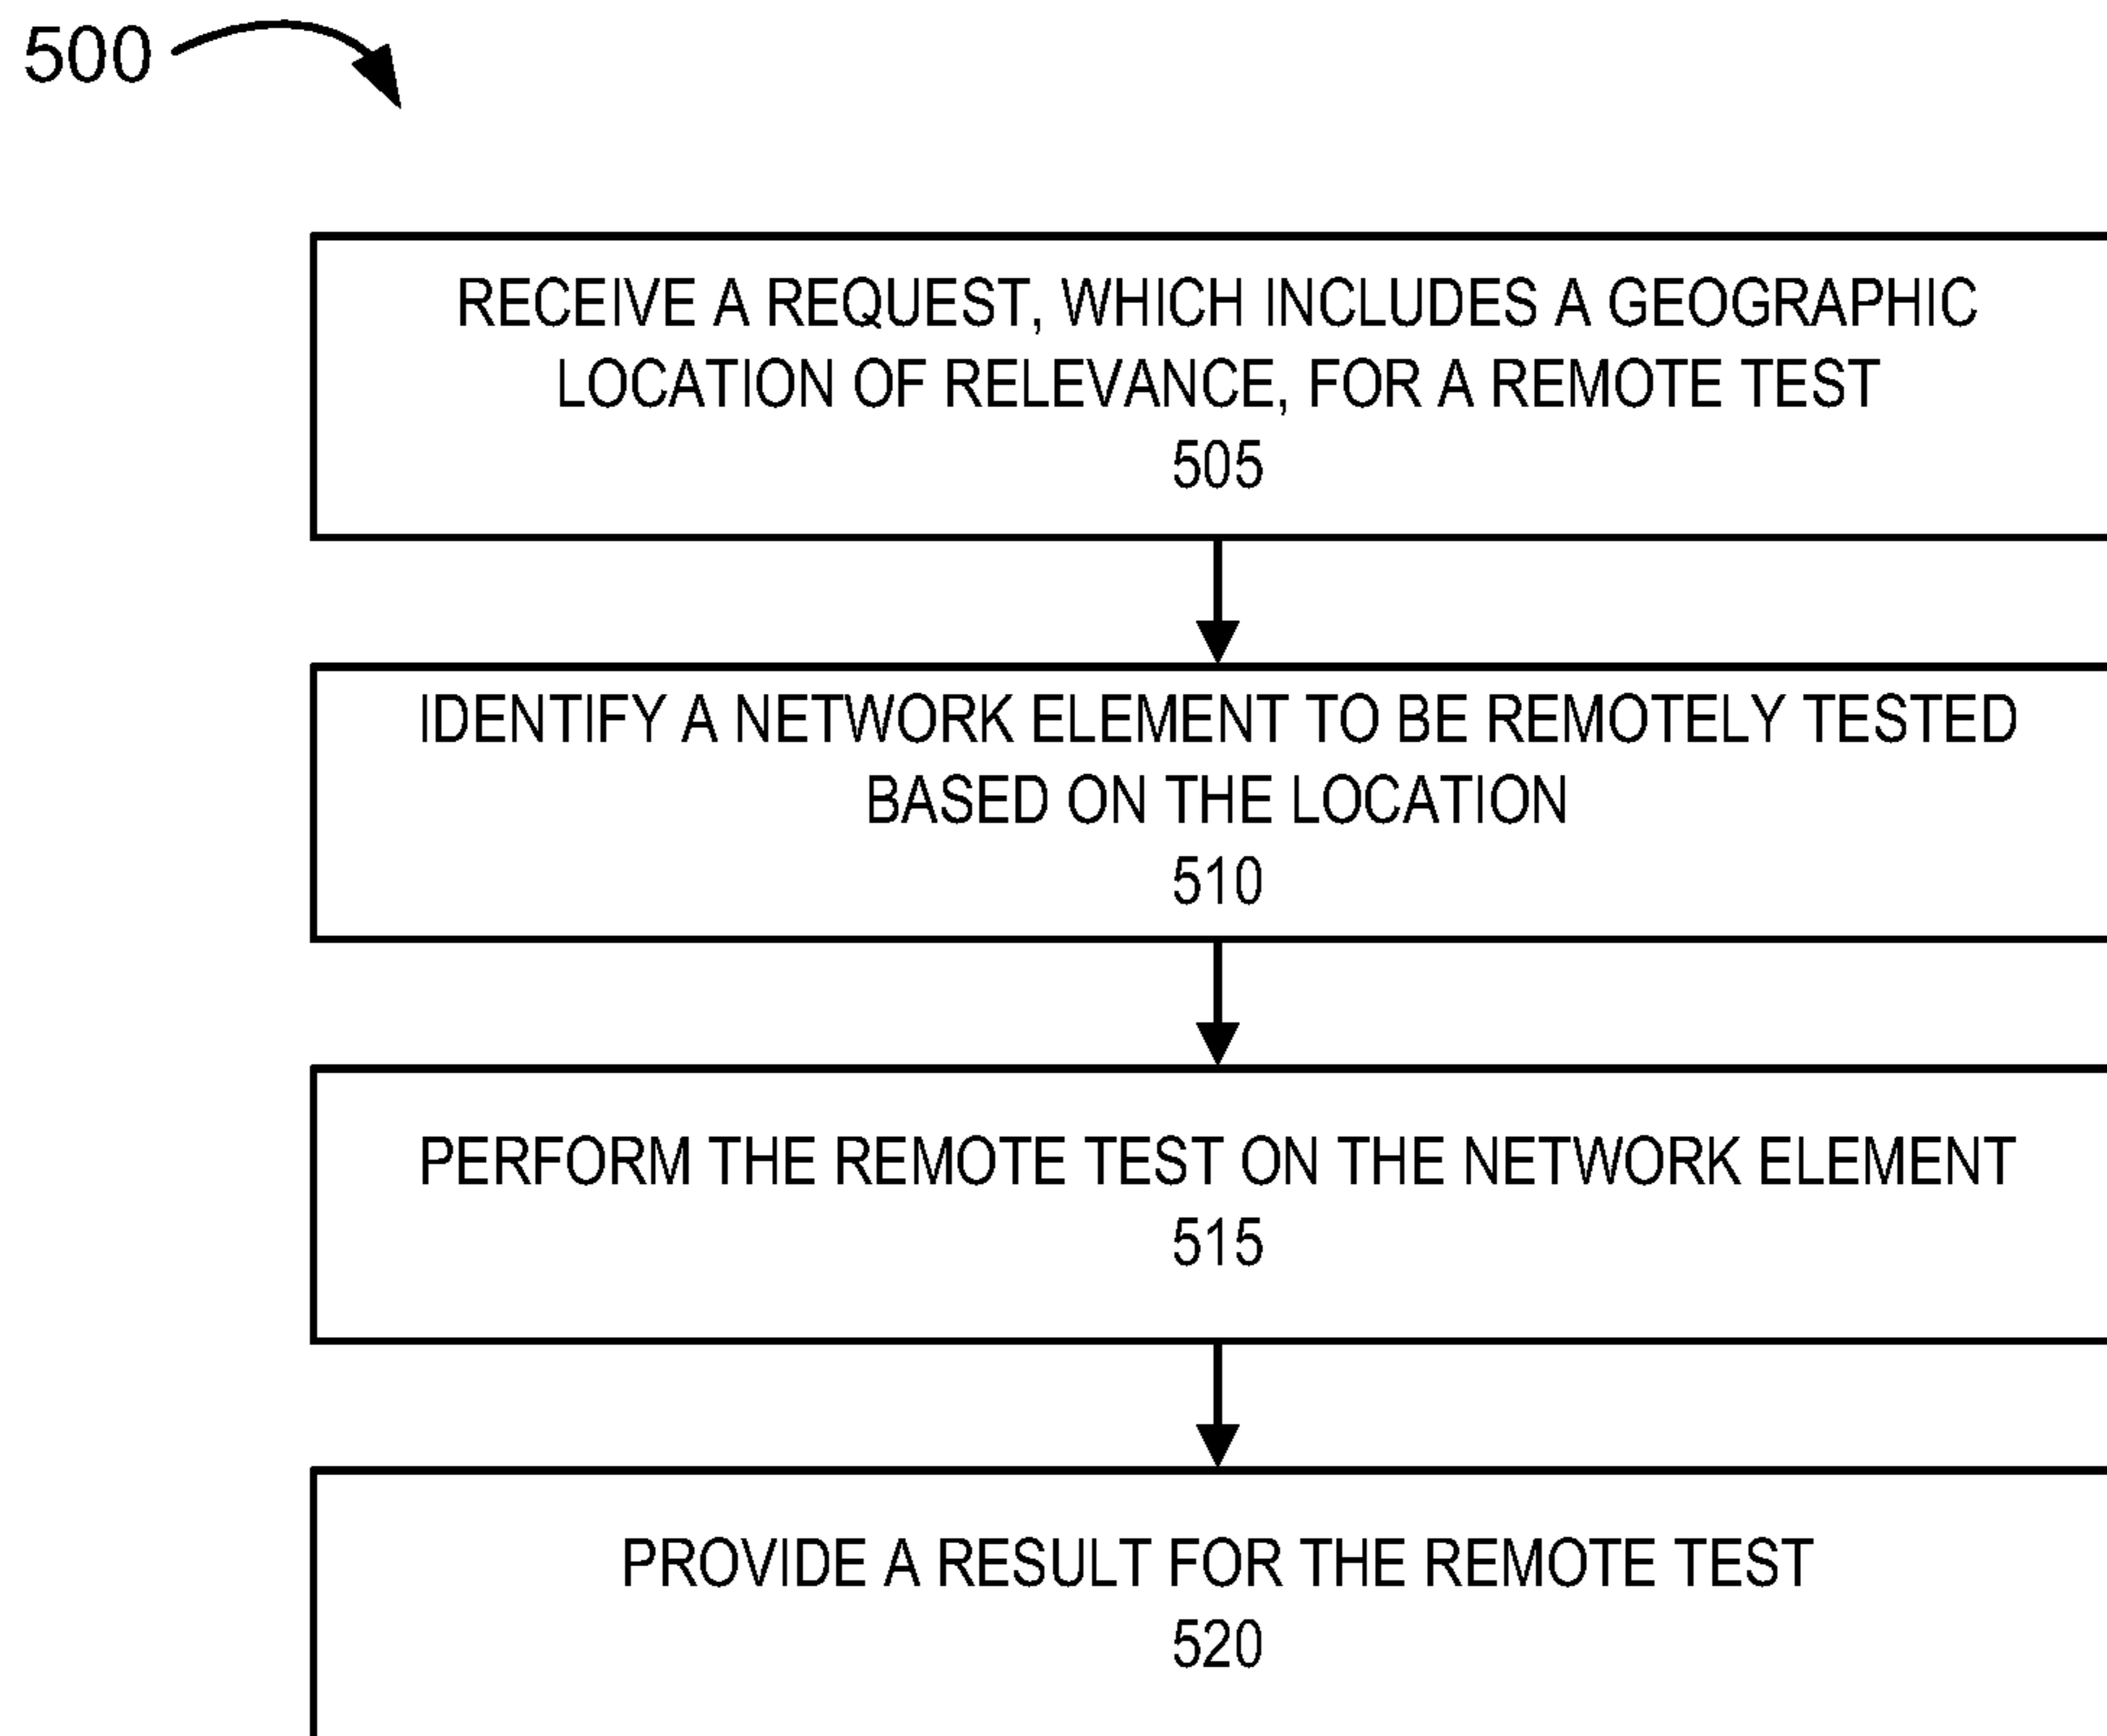 500
RECEIVE A REQUEST, WHICH INCLUDES A GEOGRAPHIC
LOCATION OF RELEVANCE, FOR A REMOTE TEST
505
IDENTIFY A NETWORK ELEMENT TO BE REMOTELY TESTED
BASED ON THE LOCATION
510
PERFORM THE REMOTE TEST ON THE NETWORK ELEMENT
515
PROVIDE A RESULT FOR THE REMOTE TEST
520